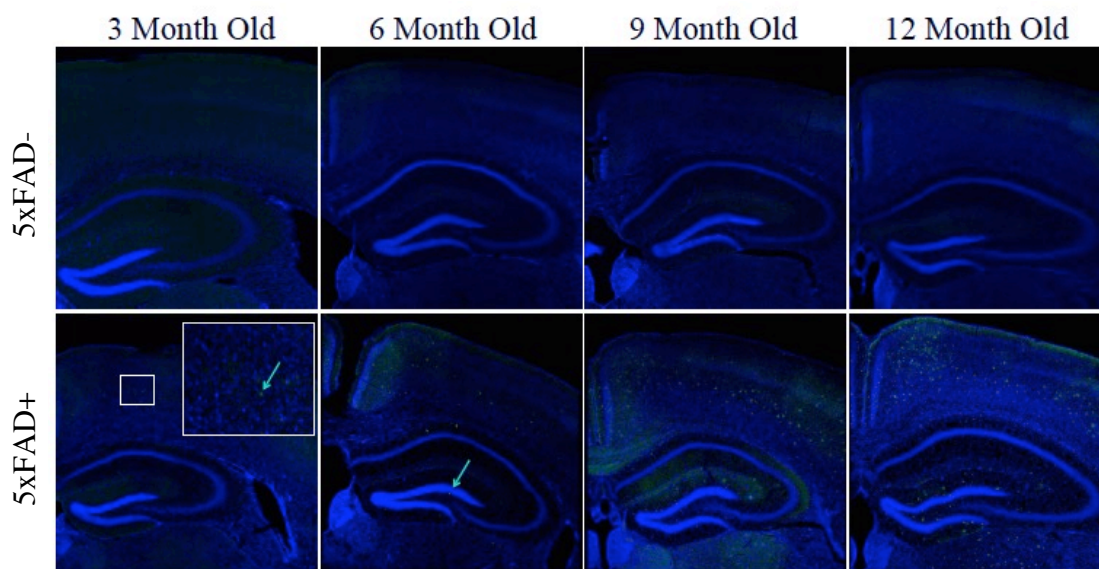 3 Month Old
6 Month Old
9 Month Old
12 Month Old
5xFAD-
5xFAD+